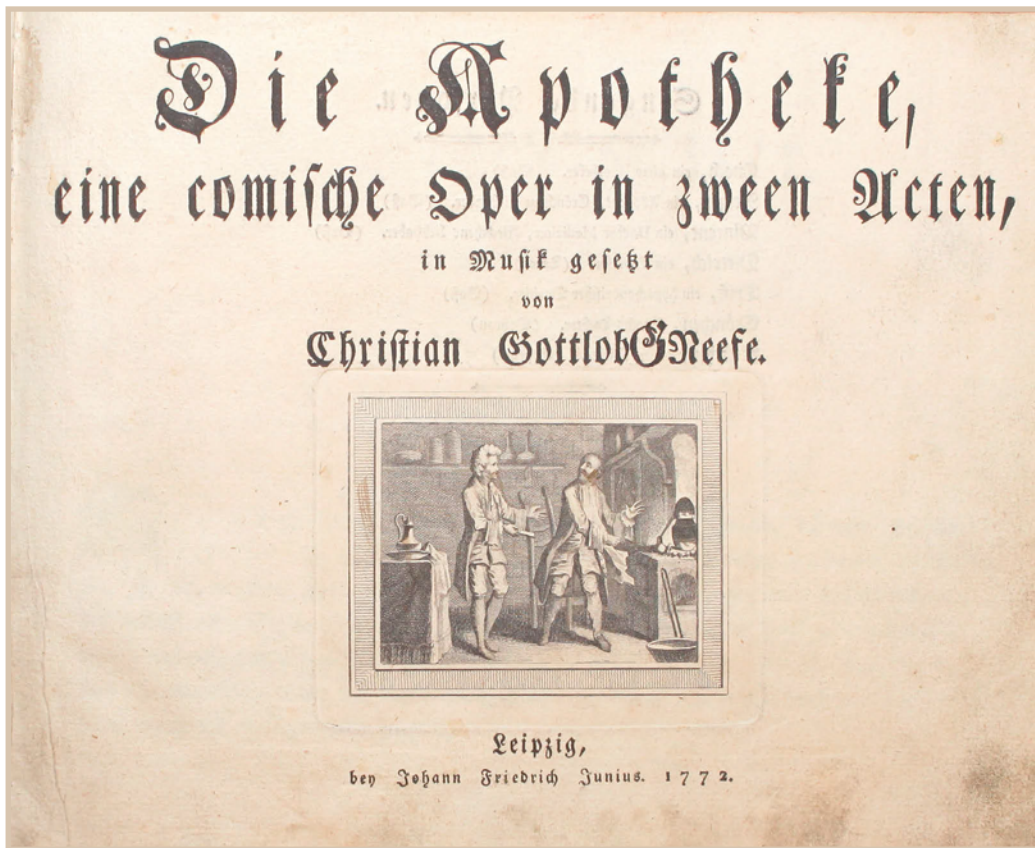 Die Apotheke,
eine comische Oper in zween Acten,
in Musik gesetzt
von
Christian Gottlob Neefe.
Leipzig,
bey Johann Friedrich Junius. 1772.